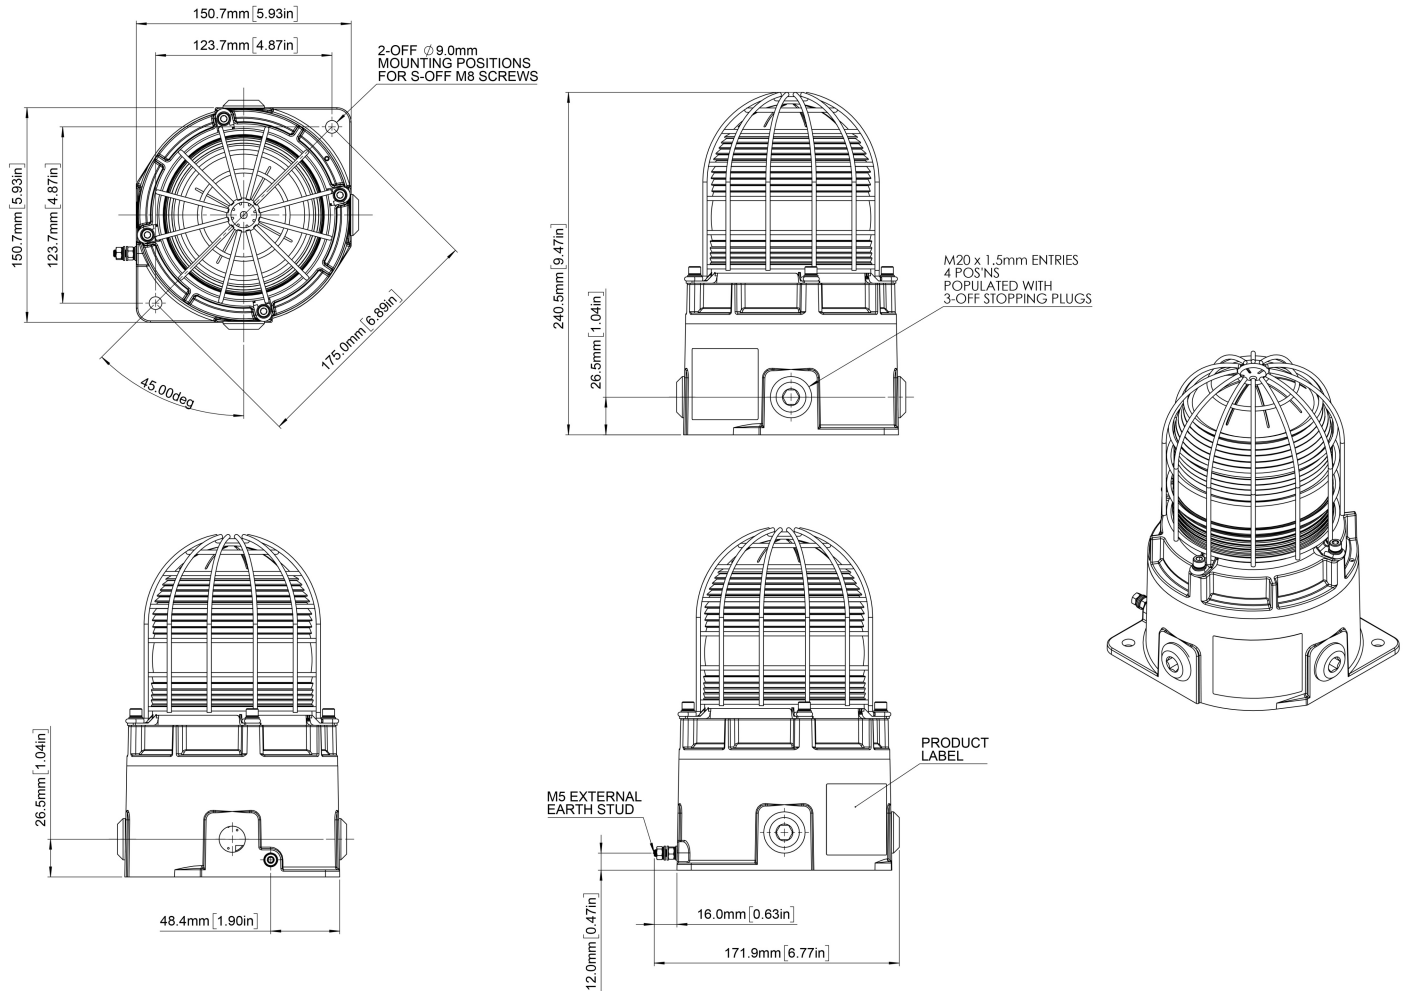 150.7mm[5.93in]
123.7mm[4.87in]
2-OFF ∅9.0mm
MOUNTING POSITIONS
FOR S-OFF M8 SCREWS
150.7mm[5.93in]
123.7mm[4.87in]
175.0mm[6.89in]
45.00deg
240.5mm[9.47in]
26.5mm[1.04in]
M20 x 1.5mm ENTRIES
4 POS'NS
POPULATED WITH
3-OFF STOPPING PLUGS
26.5mm[1.04in]
48.4mm[1.90in]
M5 EXTERNAL
EARTH STUD
PRODUCT
LABEL
12.0mm[0.47in]
16.0mm[0.63in]
171.9mm[6.77in]